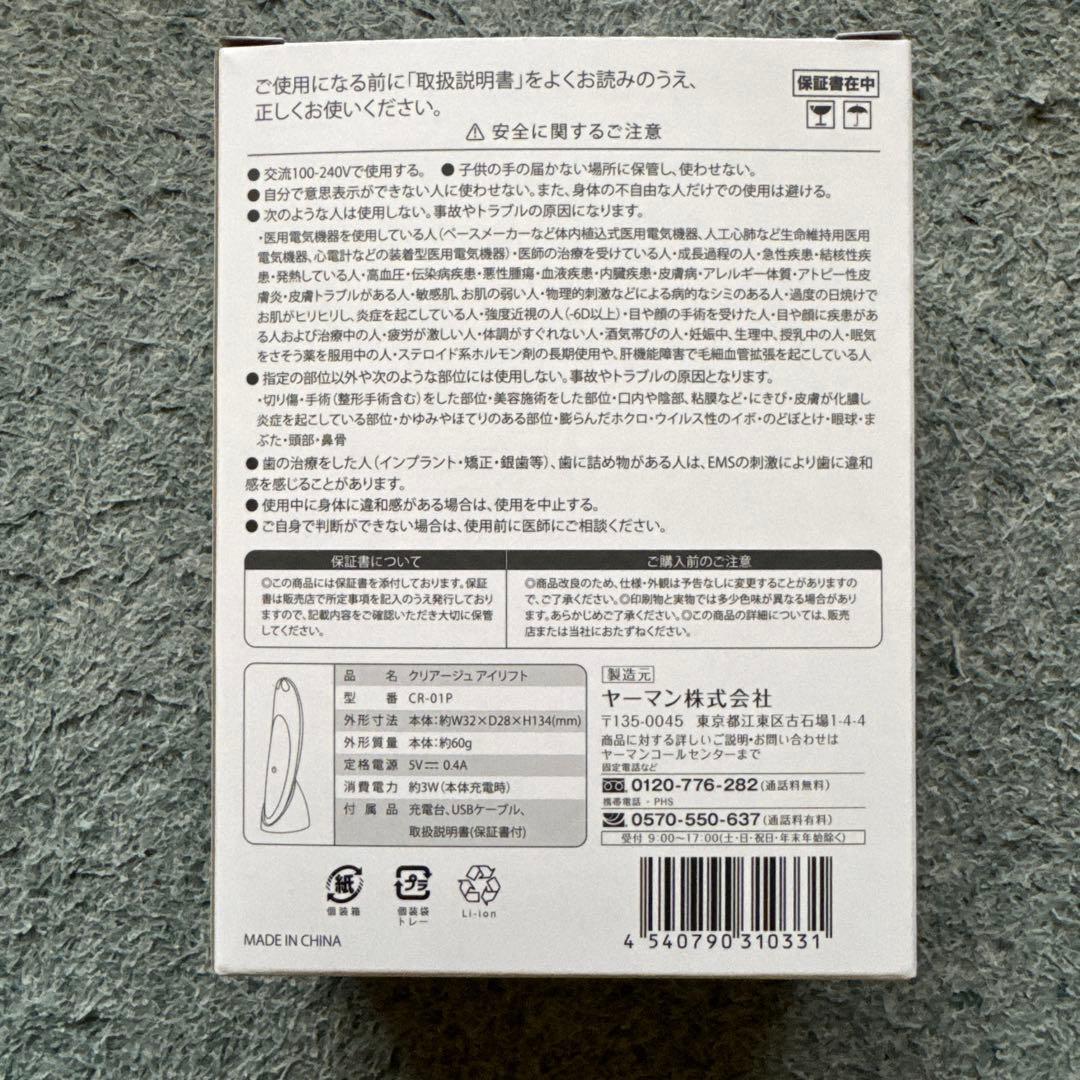 ご使用になる前に「取扱説明書」をよくお読みのうえ、
正しくお使いください。
保証書在中
⚠ 安全に関するご注意
● 交流100-240Vで使用する。 ● 子供の手の届かない場所に保管し、使わせない。
● 自分で意思表示ができない人に使わせない。また、身体の不自由な人だけでの使用は避ける。
● 次のような人は使用しない。事故やトラブルの原因になります。
・医用電気機器を使用している人（ペースメーカーなど体内植込式医用電気機器、人工心肺など生命維持用医用
電気機器、心電計などの装着型医用電気機器）・医師の治療を受けている人・成長過程の人・急性疾患・結核性疾
患・発熱している人・高血圧・伝染病疾患・悪性腫瘍・血液疾患・内臓疾患・皮膚病・アレルギー体質・アトピー性皮
膚炎・皮膚トラブルがある人・敏感肌、お肌の弱い人・物理的刺激などによる病的なシミのある人・過度の日焼けで
お肌がヒリヒリし、炎症を起こしている人・強度近視の人（-6D以上）・目や顔の手術を受けた人・目や顔に疾患があ
る人および治療中の人・疲労が激しい人・体調がすぐれない人・酒気帯びの人・妊娠中、生理中、授乳中の人・眠気
をさそう薬を服用中の人・ステロイド系ホルモン剤の長期使用や、肝機能障害で毛細血管拡張を起こしている人
● 指定の部位以外や次のような部位には使用しない。事故やトラブルの原因となります。
・切り傷・手術（整形手術含む）をした部位・美容施術をした部位・口内や陰部、粘膜など・にきび・皮膚が化膿し
炎症を起こしている部位・かゆみやほてりのある部位・膨らんだホクロ・ウイルス性のイボ・のどぼとけ・眼球・ま
ぶた・頭部・鼻骨
● 歯の治療をした人（インプラント・矯正・銀歯等）、歯に詰め物がある人は、EMSの刺激により歯に違和
感を感じることがあります。
● 使用中に身体に違和感がある場合は、使用を中止する。
● ご自身で判断ができない場合は、使用前に医師にご相談ください。
保証書について
◎この商品には保証書を添付しております。保証
書は販売店で所定事項を記入のうえ発行しており
ますので、記載内容をご確認いただき大切に保管
してください。
ご購入前のご注意
◎商品改良のため、仕様・外観は予告なしに変更することがありますの
で、ご了承ください。◎印刷物と実物では多少色味が異なる場合があり
ます。あらかじめご了承ください。◎この商品の詳細については、販売
店または当社におたずねください。
品 名 クリアージュ アイリフト
型 番 CR-01P
外形寸法 本体：約W32×D28×H134(mm)
外形質量 本体：約60g
定格電源 5V⎓ 0.4A
消費電力 約3W（本体充電時）
付属品 充電台、USBケーブル、
取扱説明書(保証書付)
製造元
ヤーマン株式会社
〒135-0045 東京都江東区古石場1-4-4
商品に対する詳しいご説明・お問い合わせは
ヤーマンコールセンターまで
固定電話など
0120-776-282（通話料無料）
携帯電話・PHS
0570-550-637（通話料有料）
受付 9:00〜17:00(土・日・祝日・年末年始除く)
紙
個装箱
プラ
個装袋
トレー
Li-ion
MADE IN CHINA
4 540790 310331